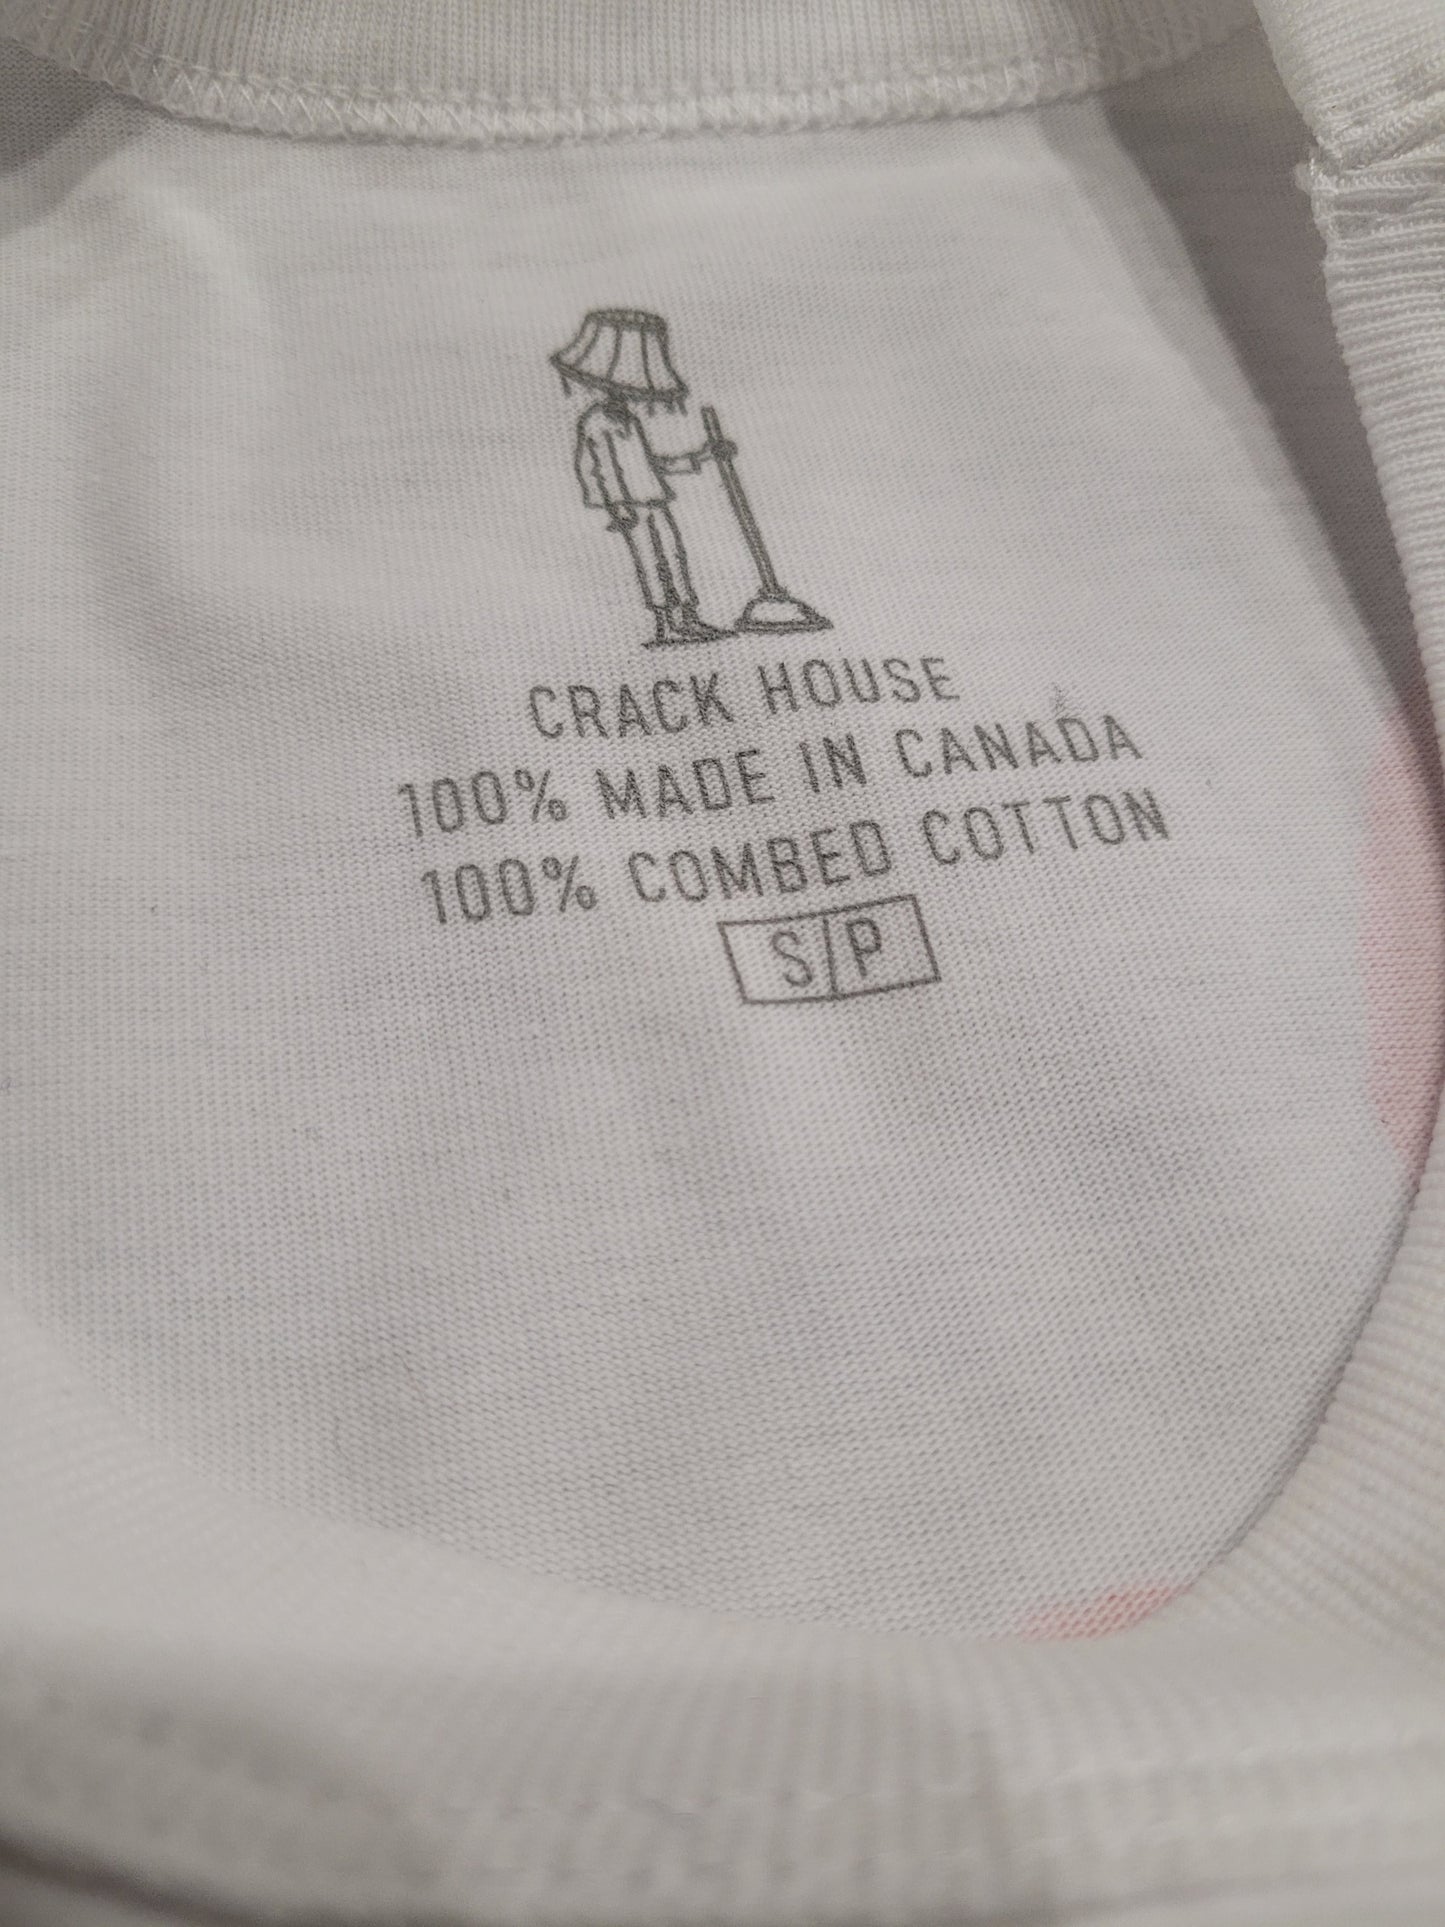 CRACK HOUSE
100% MADE IN CANADA
100% COMBED COTTON
S/P